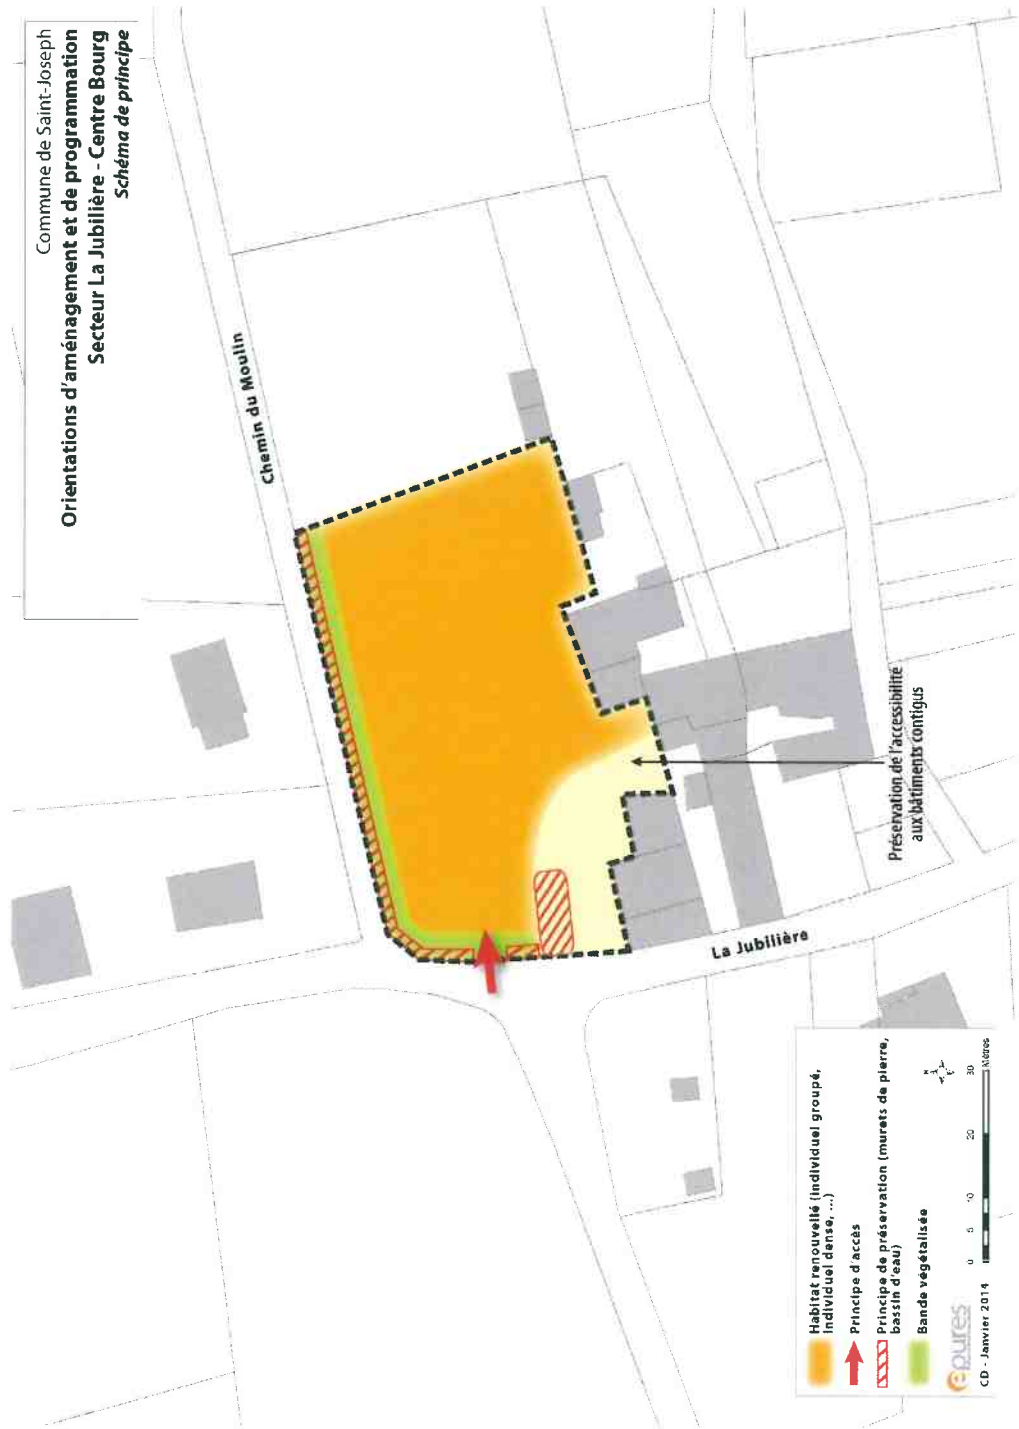 Commune de Saint-Joseph
Orientations d'aménagement et de programmation
Secteur La Jubilière - Centre Bourg
Schéma de principe
Chemin du Moulin
La Jubilière
Préservation de l'accessibilité
aux bâtiments contigus
Habitat renouvellé (individuel groupé,
individuel dense, ...)
Principe d'accès
Principe de préservation (murets de pierre,
bassin d'eau)
Bande végétalisée
epures
CD - Janvier 2014
0 5 10 20 30
Mètres